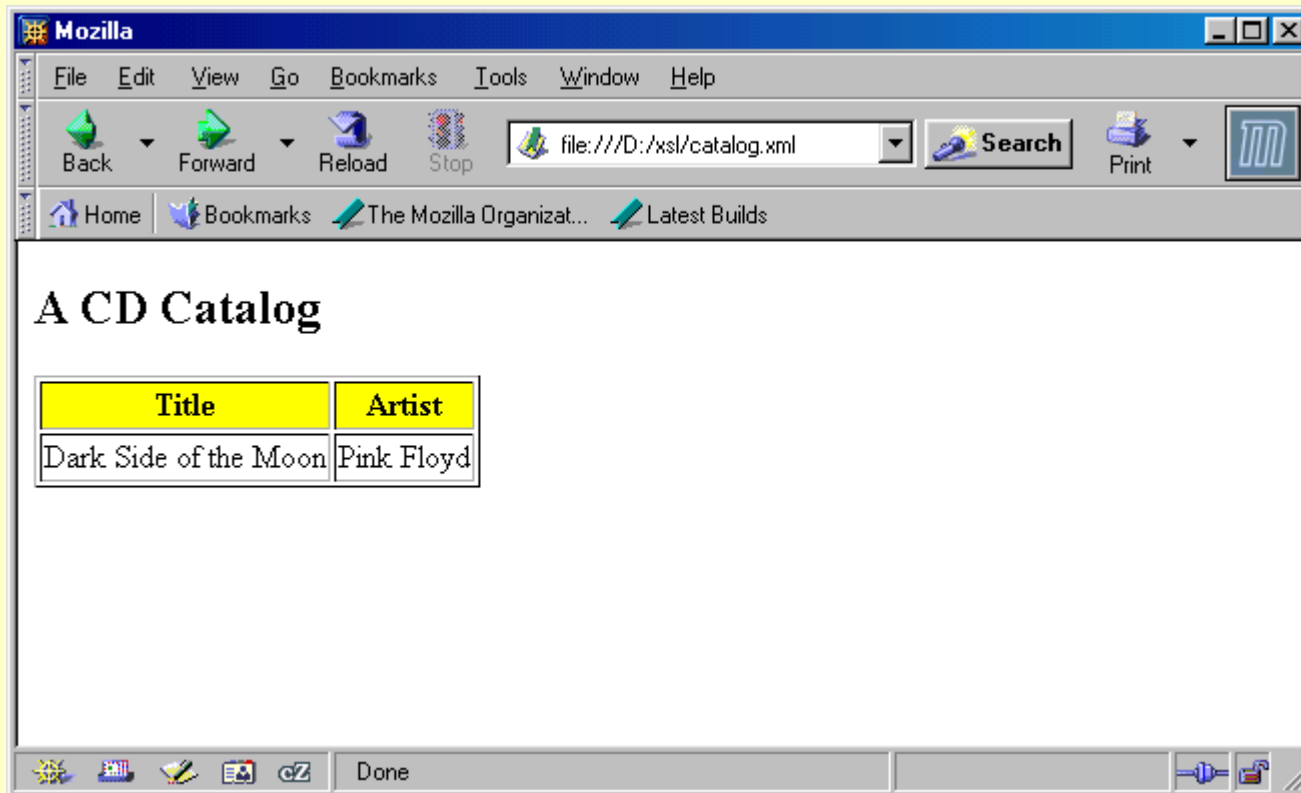 Mozilla
File Edit View Go Bookmarks Tools Window Help
Back Forward Reload Stop file:///D:/xsl/catalog.xml Search Print
Home Bookmarks The Mozilla Organizat... Latest Builds
A CD Catalog
Title Artist
Dark Side of the Moon Pink Floyd
Done